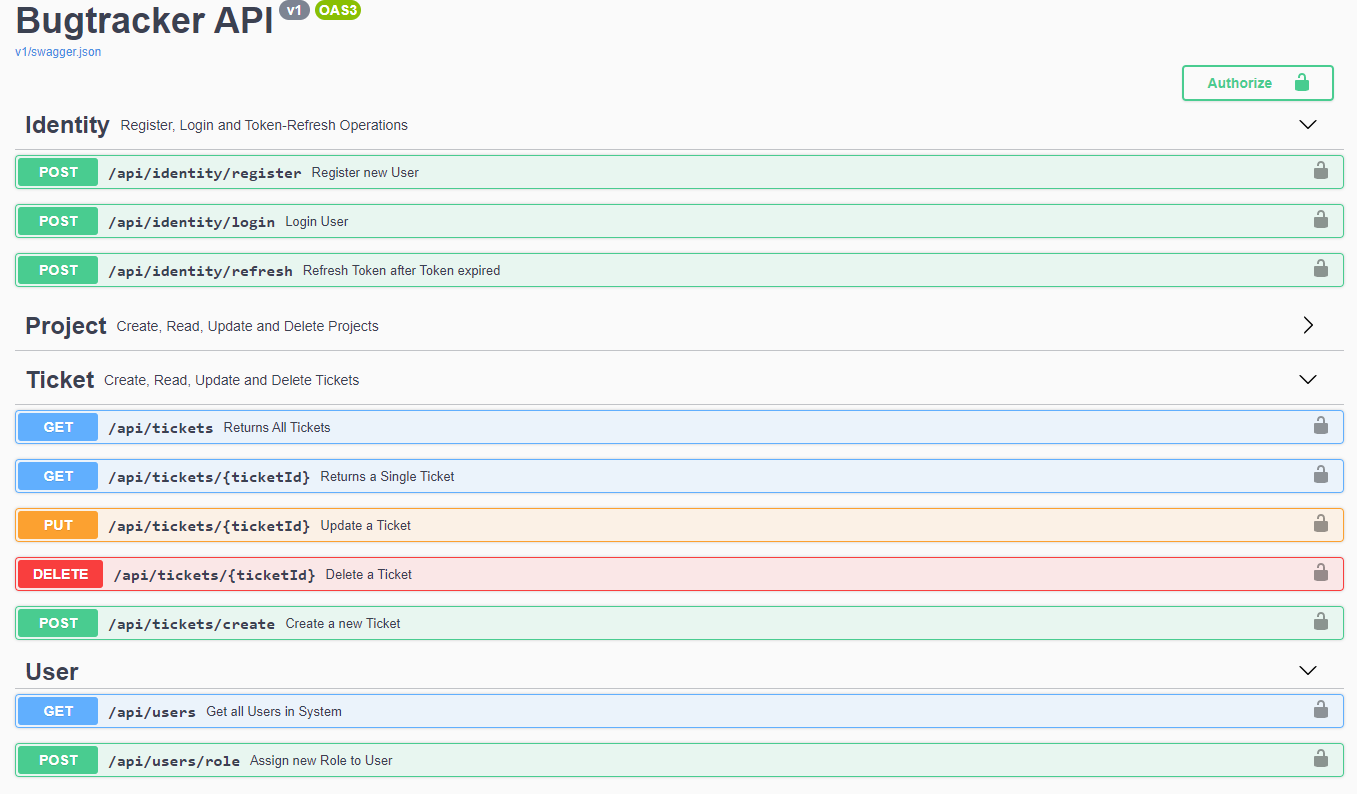 Bugtracker API v1 OAS3
v1/swagger.json
Authorize
Identity Register, Login and Token-Refresh Operations
POST /api/identity/register Register new User
POST /api/identity/login Login User
POST /api/identity/refresh Refresh Token after Token expired
Project Create, Read, Update and Delete Projects
Ticket Create, Read, Update and Delete Tickets
GET /api/tickets Returns All Tickets
GET /api/tickets/{ticketId} Returns a Single Ticket
PUT /api/tickets/{ticketId} Update a Ticket
DELETE /api/tickets/{ticketId} Delete a Ticket
POST /api/tickets/create Create a new Ticket
User
GET /api/users Get all Users in System
POST /api/users/role Assign new Role to User